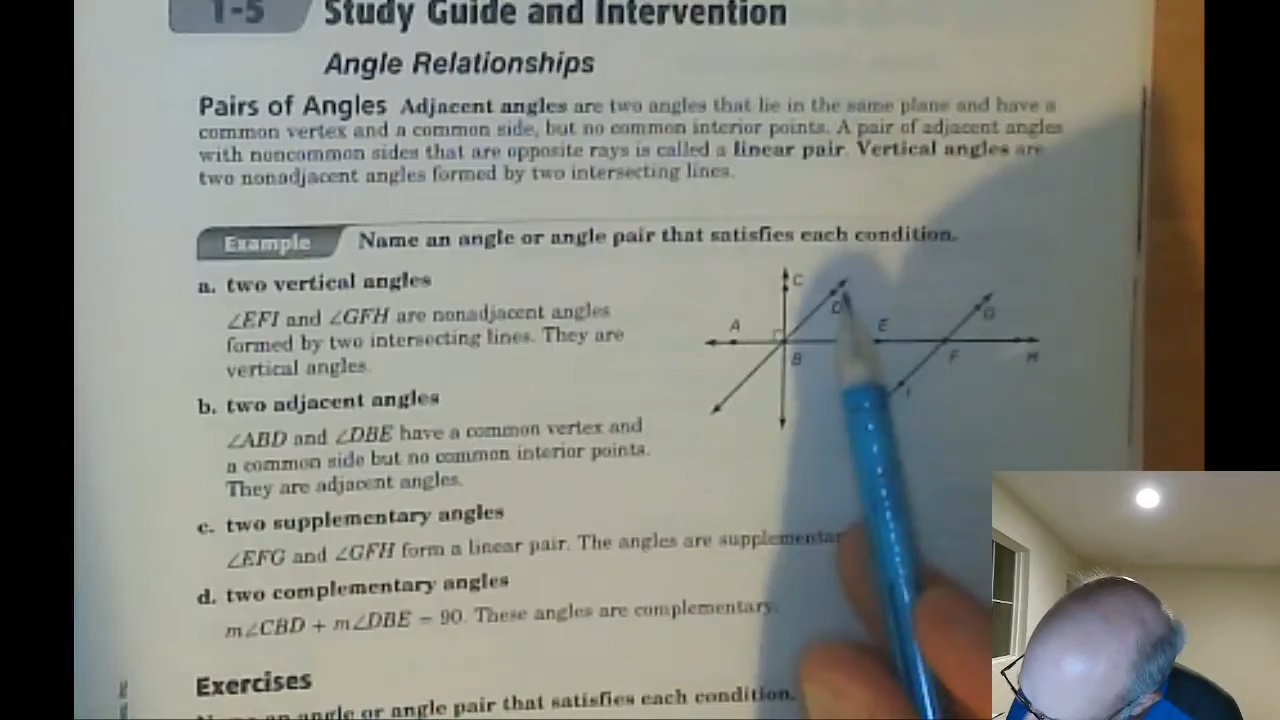 1-5 Study Guide and Intervention
Angle Relationships
Pairs of Angles Adjacent angles are two angles that lie in the same plane and have a
common vertex and a common side, but no common interior points. A pair of adjacent angles
with noncommon sides that are opposite rays is called a linear pair. Vertical angles are
two nonadjacent angles formed by two intersecting lines.
Example Name an angle or angle pair that satisfies each condition.
a. two vertical angles
∠EFI and ∠GFH are nonadjacent angles
formed by two intersecting lines. They are
vertical angles.
b. two adjacent angles
∠ABD and ∠DBE have a common vertex and
a common side but no common interior points.
They are adjacent angles.
c. two supplementary angles
∠EFG and ∠GFH form a linear pair. The angles are supplementar
d. two complementary angles
m∠CBD + m∠DBE = 90. These angles are complementary.
C
D
A
E
G
B
F
H
I
Exercises
Name an angle or angle pair that satisfies each condition.